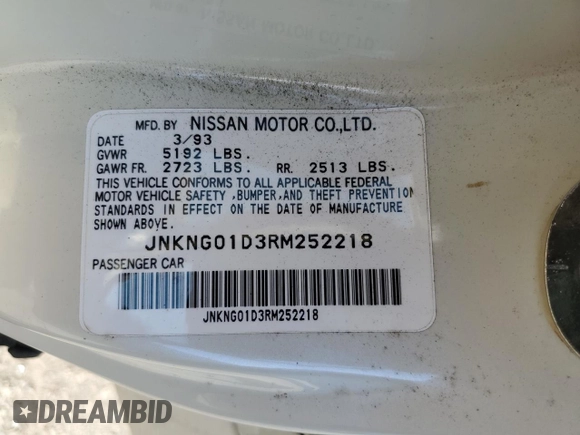 MFD. BY NISSAN MOTOR CO.,LTD.
DATE 3/93
GVWR 5192 LBS.
GAWR FR. 2723 LBS. RR. 2513 LBS.
THIS VEHICLE CONFORMS TO ALL APPLICABLE FEDERAL
MOTOR VEHICLE SAFETY ,BUMPER,AND THEFT PREVENTION
STANDARDS IN EFFECT ON THE DATE OF MANUFACTURE
SHOWN ABOVE.
JNKNG01D3RM252218
PASSENGER CAR
JNKNG01D3RM252218
DREAMBID